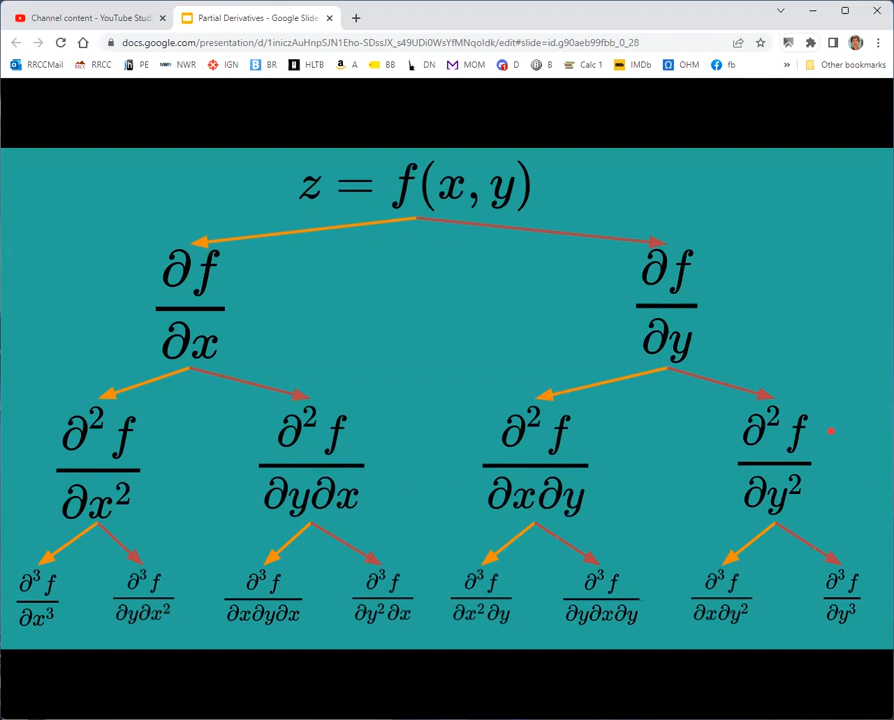 Channel content - YouTube Studi
Partial Derivatives - Google Slide
docs.google.com/presentation/d/1iniczAuHnpSJN1Eho-SDssJX_s49UDi0WsYfMNqoIdk/edit#slide=id.g90aeb99fbb_0_28
RRCCMail RRCC PE NWR IGN BR HLTB A BB DN MOM D B Calc 1 IMDb OHM fb » Other bookmarks
z = f(x, y)
∂f/∂x ∂f/∂y
∂²f/∂x² ∂²f/∂y∂x ∂²f/∂x∂y ∂²f/∂y²
∂³f/∂x³ ∂³f/∂y∂x² ∂³f/∂x∂y∂x ∂³f/∂y²∂x ∂³f/∂x²∂y ∂³f/∂y∂x∂y ∂³f/∂x∂y² ∂³f/∂y³